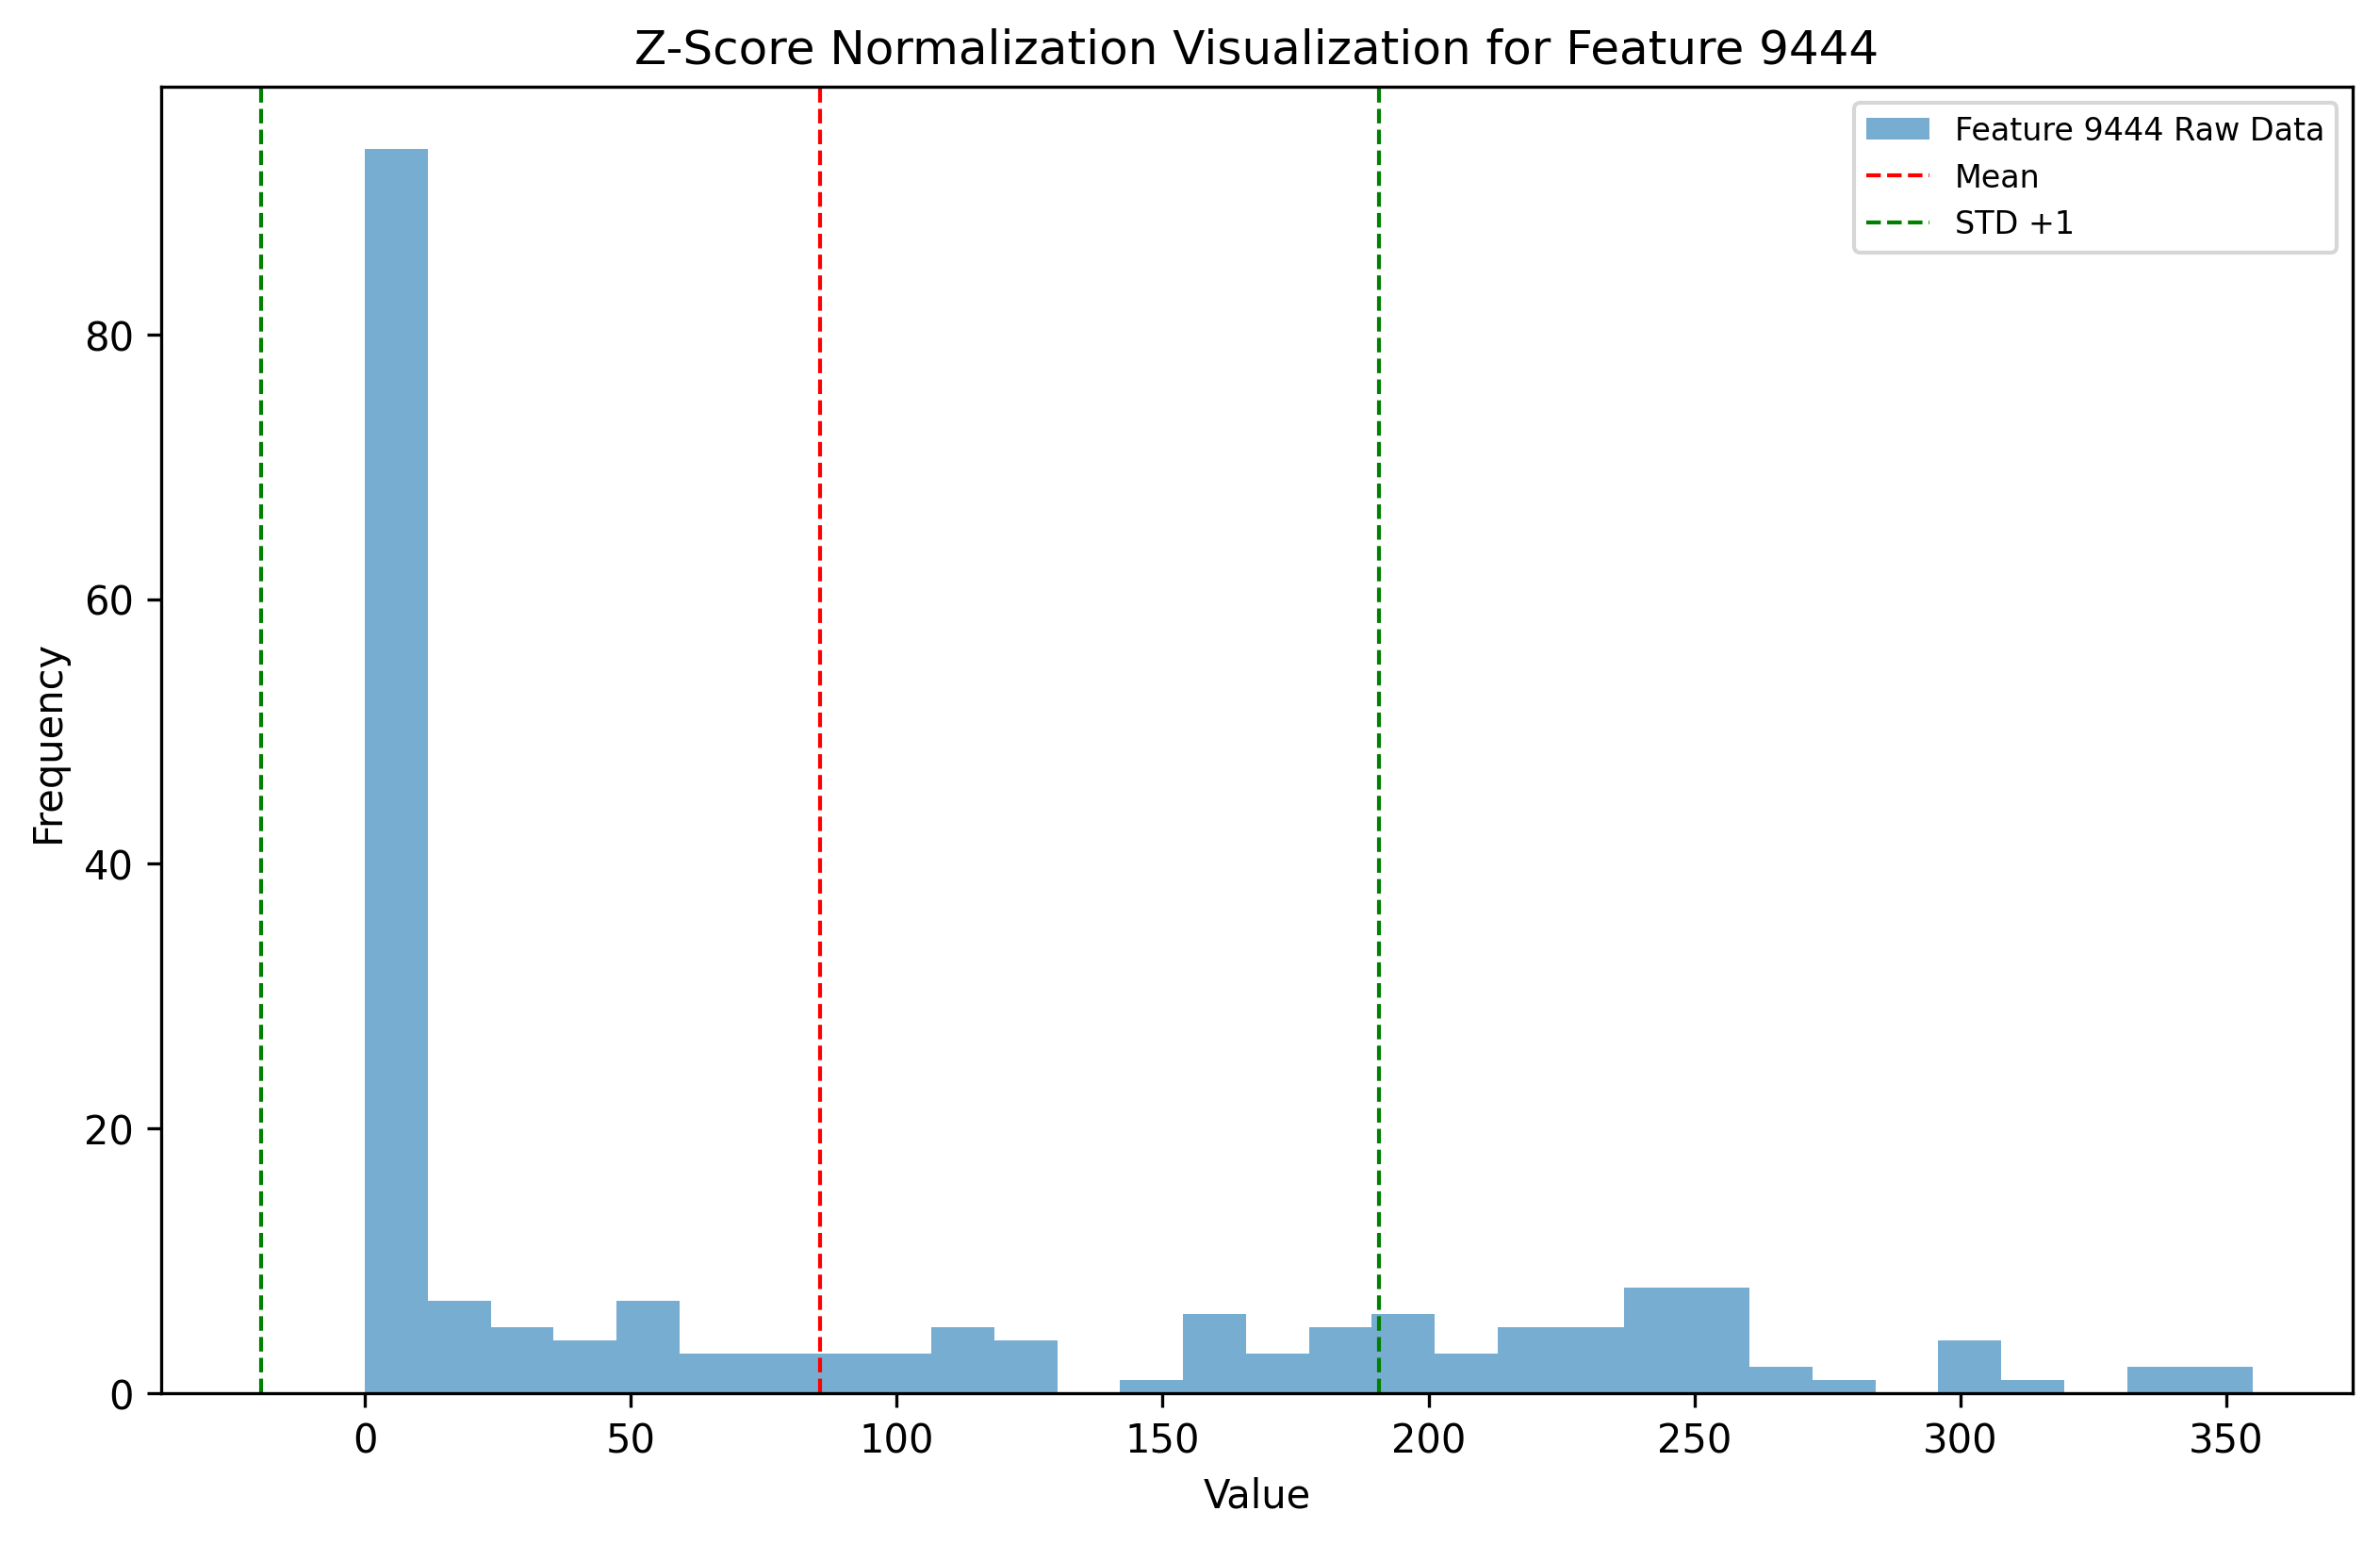 Z-Score Normalization Visualization for Feature 9444
Feature 9444 Raw Data
Mean
STD +1
80
60
40
20
0
Frequency
0 50 100 150 200 250 300 350
Value